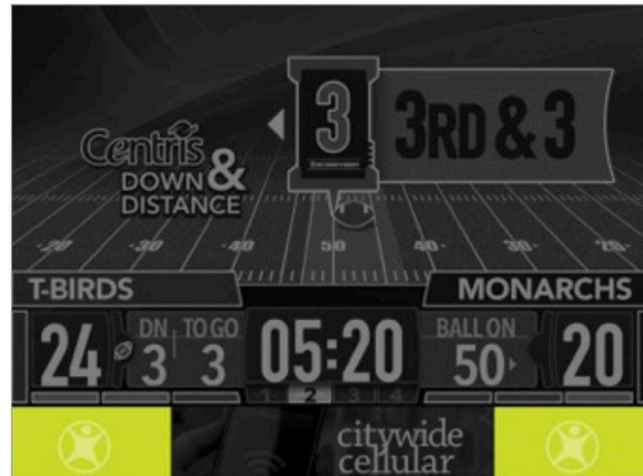 3
3RD & 3
Centris
DOWN &
DISTANCE
-20 -30 -40 50 40- 30- 20-
T-BIRDS
MONARCHS
24
DN
3
TO GO
3
05:20
1 2 3 4
BALL ON
50
20
citywide
cellular